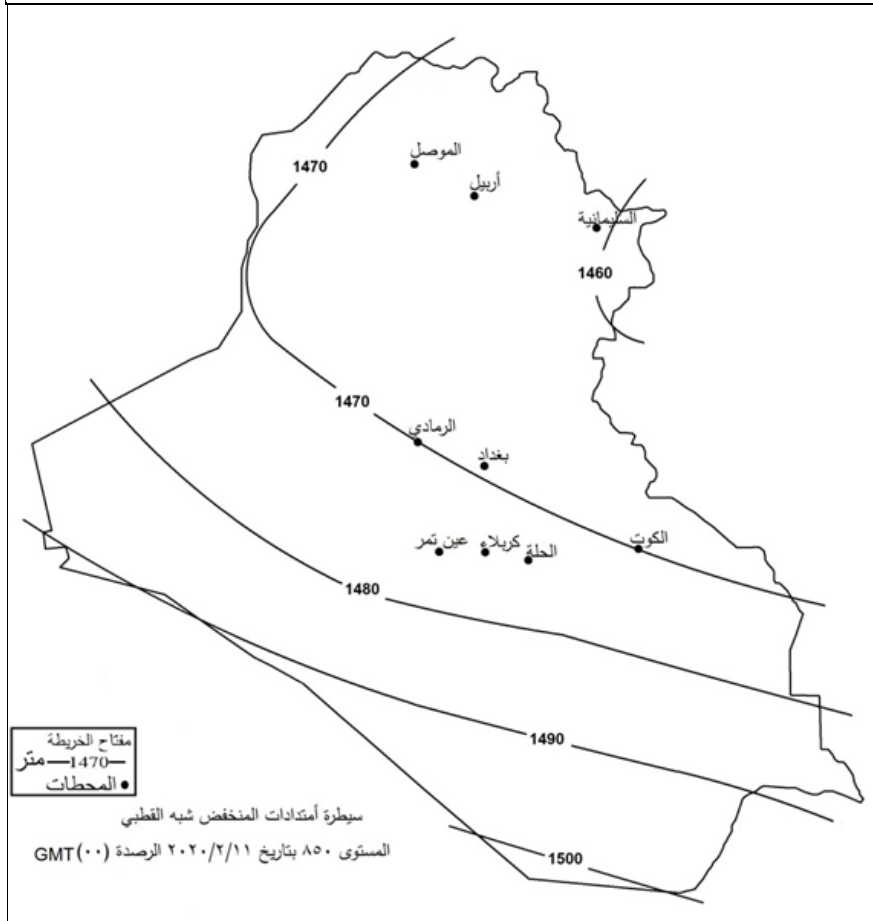 الموصل
1470
أربيل
السليمانية
1460
1470
الرمادي
بغداد
الكوت
عين تمر
كربلاء
الحلة
1480
1490
مفتاح الخريطة
1470 متر
المحطات
سيطرة أمتدادات المنخفض شبه القطبي
المستوى ٨٥٠ بتاريخ ٢٠٢٠/٢/١١ الرصدة (٠٠) GMT
1500